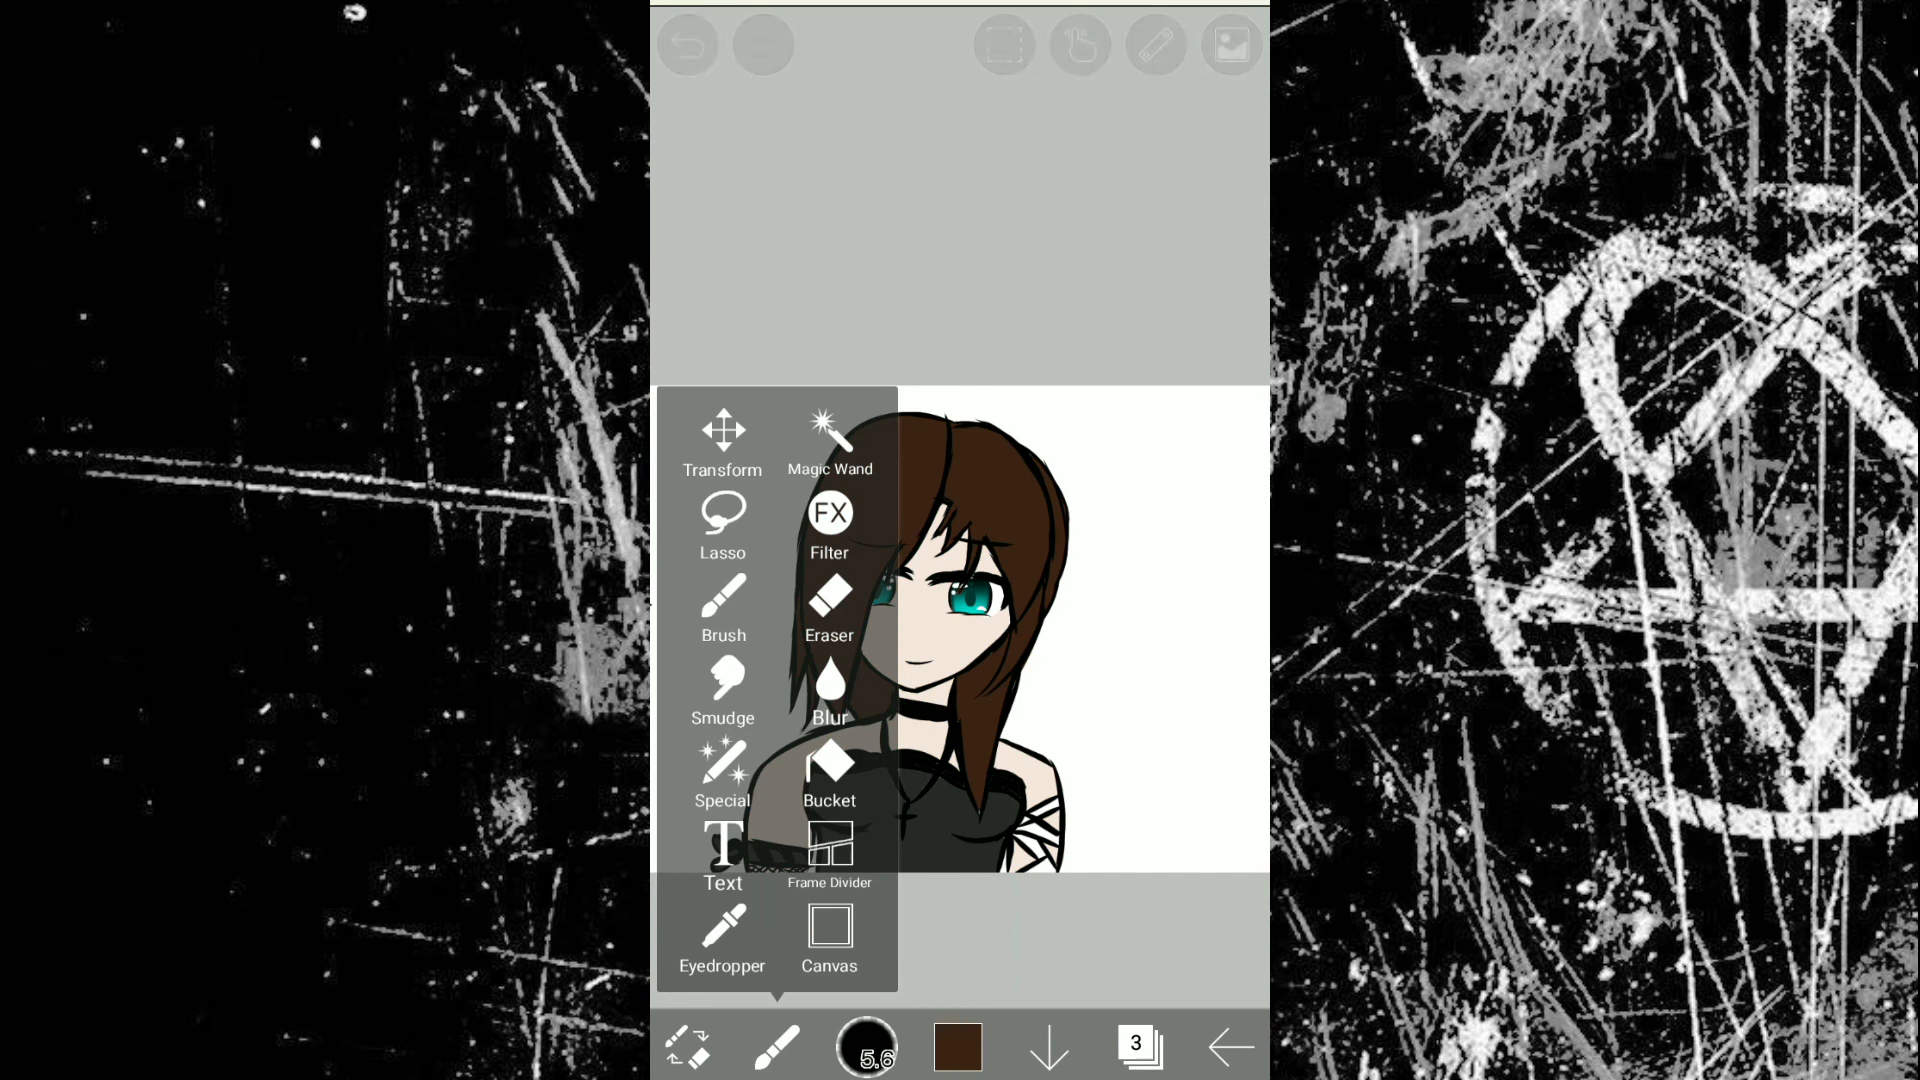 Transform Magic Wand
Lasso FX
Filter
Brush Eraser
Smudge Blur
Special Bucket
T
Text Frame Divider
Eyedropper Canvas
5.6 3